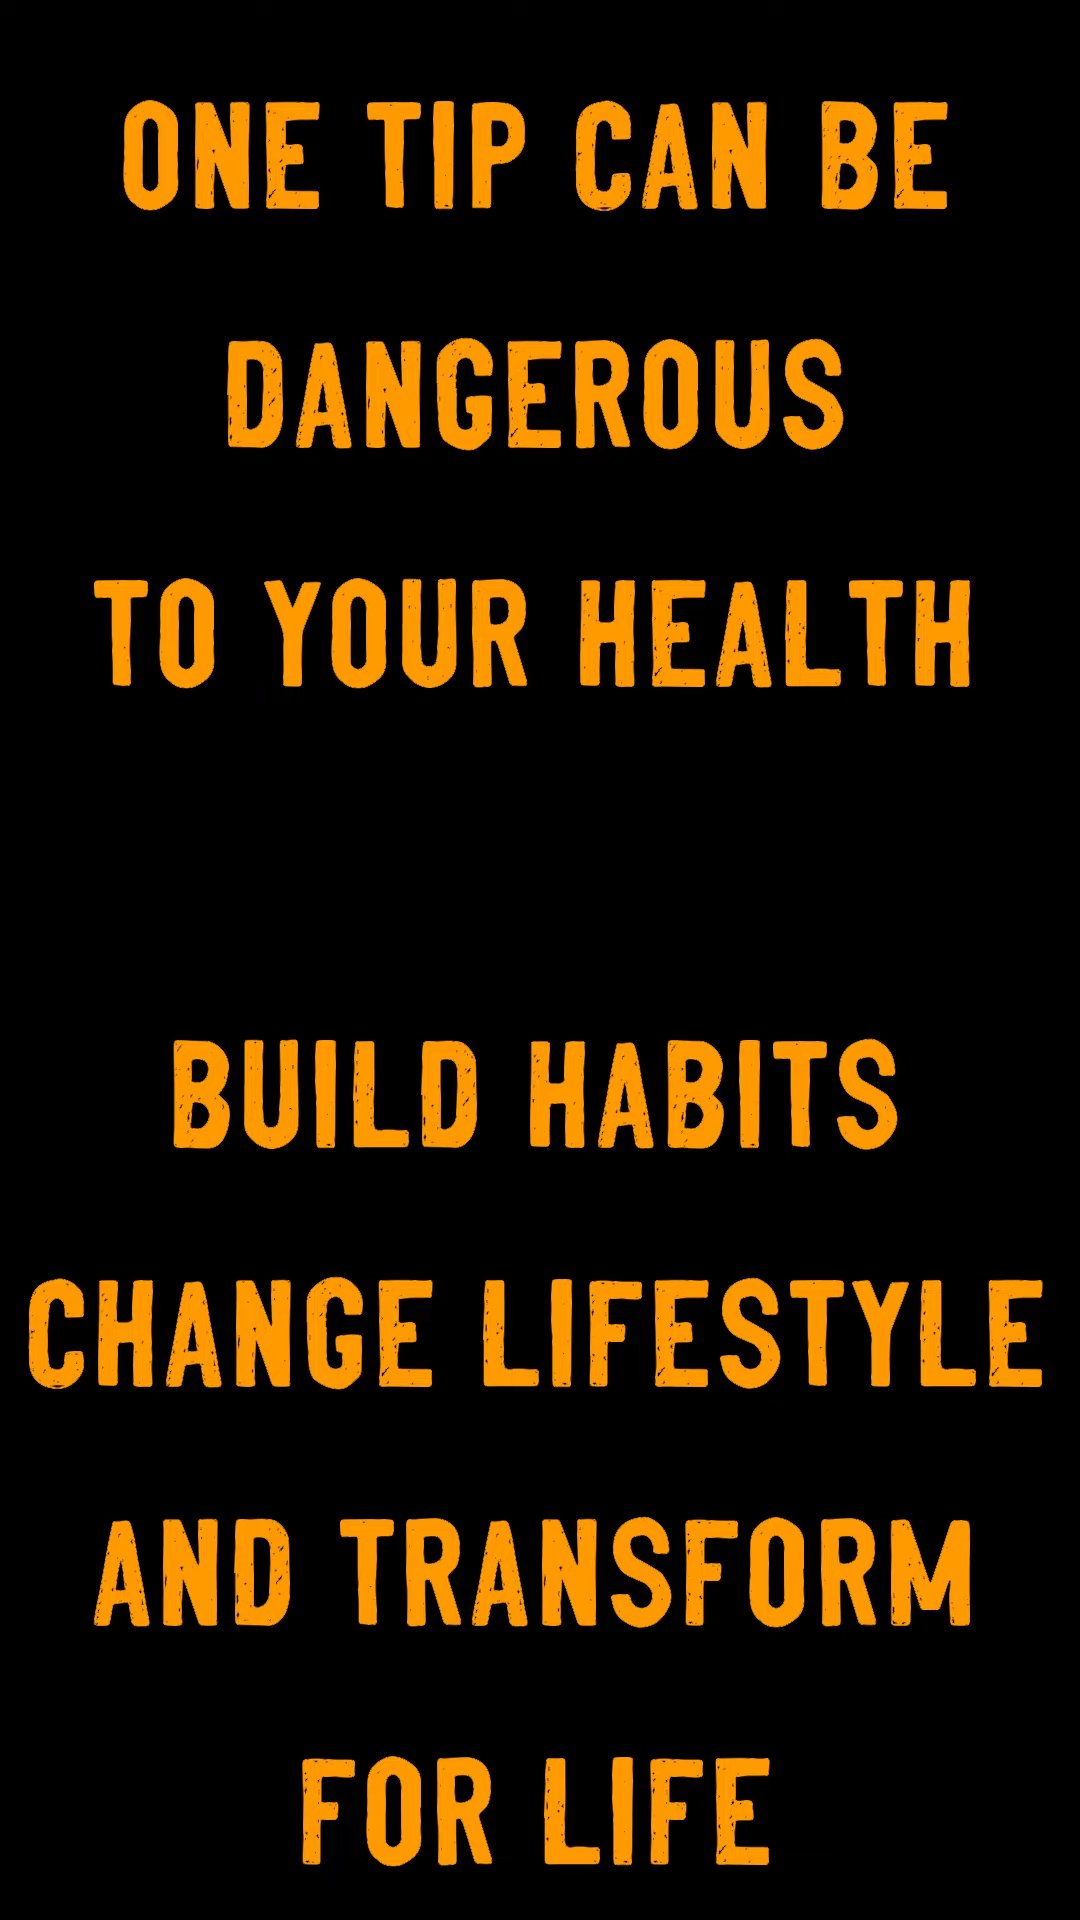 ONE TIP CAN BE
DANGEROUS
TO YOUR HEALTH
BUILD HABITS
CHANGE LIFESTYLE
AND TRANSFORM
FOR LIFE